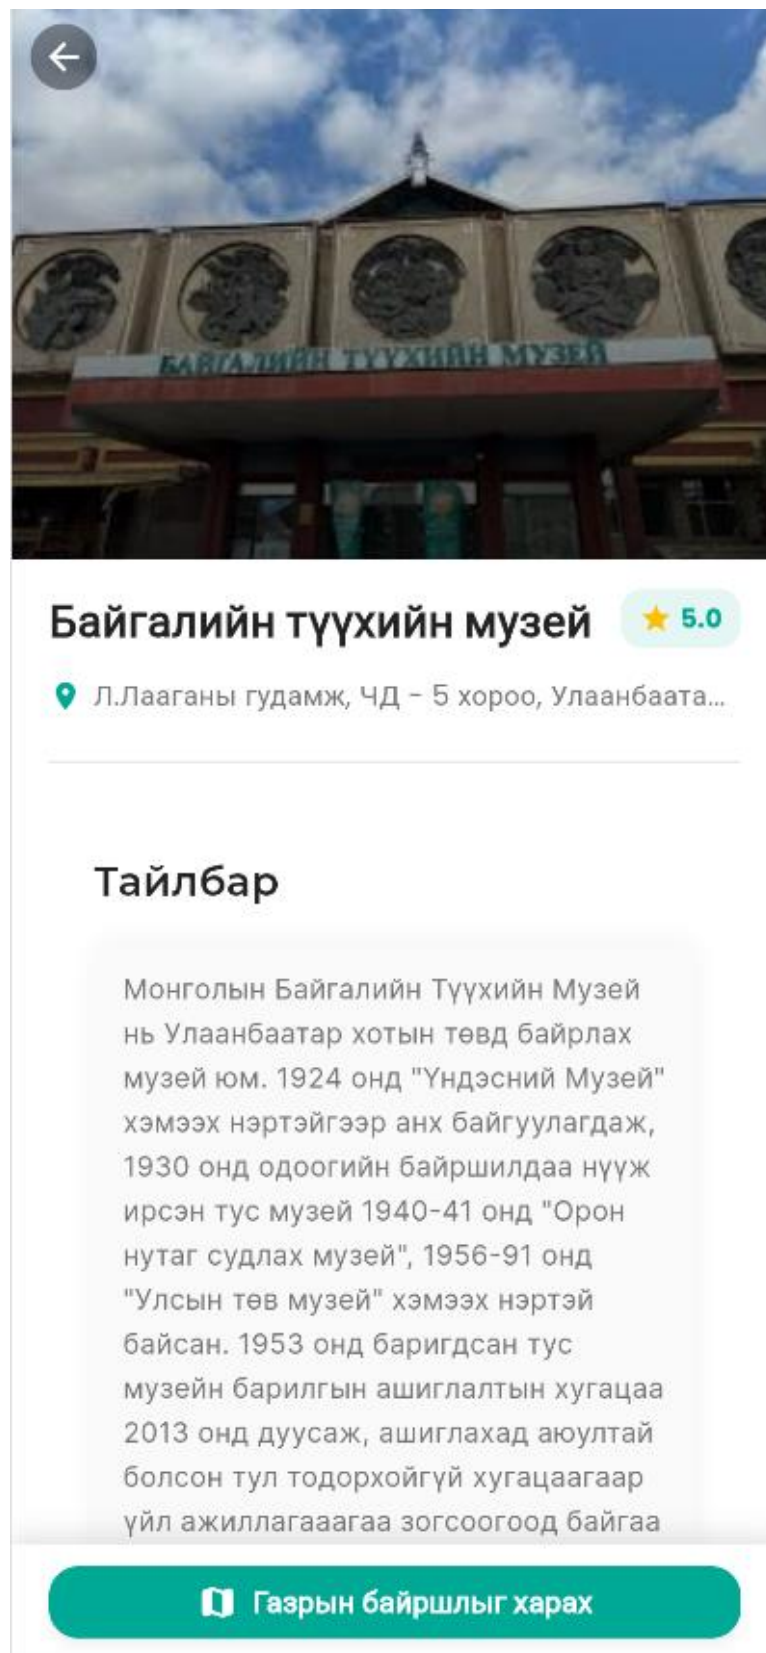 БАЙГАЛИЙН ТҮҮХИЙН МУЗЕЙ
Байгалийн түүхийн музей
5.0
Л.Лааганы гудамж, ЧД - 5 хороо, Улаанбаата...
Тайлбар
Монголын Байгалийн Түүхийн Музей
нь Улаанбаатар хотын төвд байрлах
музей юм. 1924 онд "Үндэсний Музей"
хэмээх нэртэйгээр анх байгуулагдаж,
1930 онд одоогийн байршилдаа нүүж
ирсэн тус музей 1940-41 онд "Орон
нутаг судлах музей", 1956-91 онд
"Улсын төв музей" хэмээх нэртэй
байсан. 1953 онд баригдсан тус
музейн барилгын ашиглалтын хугацаа
2013 онд дуусаж, ашиглахад аюултай
болсон тул тодорхойгүй хугацаагаар
үйл ажиллагааагаа зогсоогоод байгаа
Газрын байршлыг харах